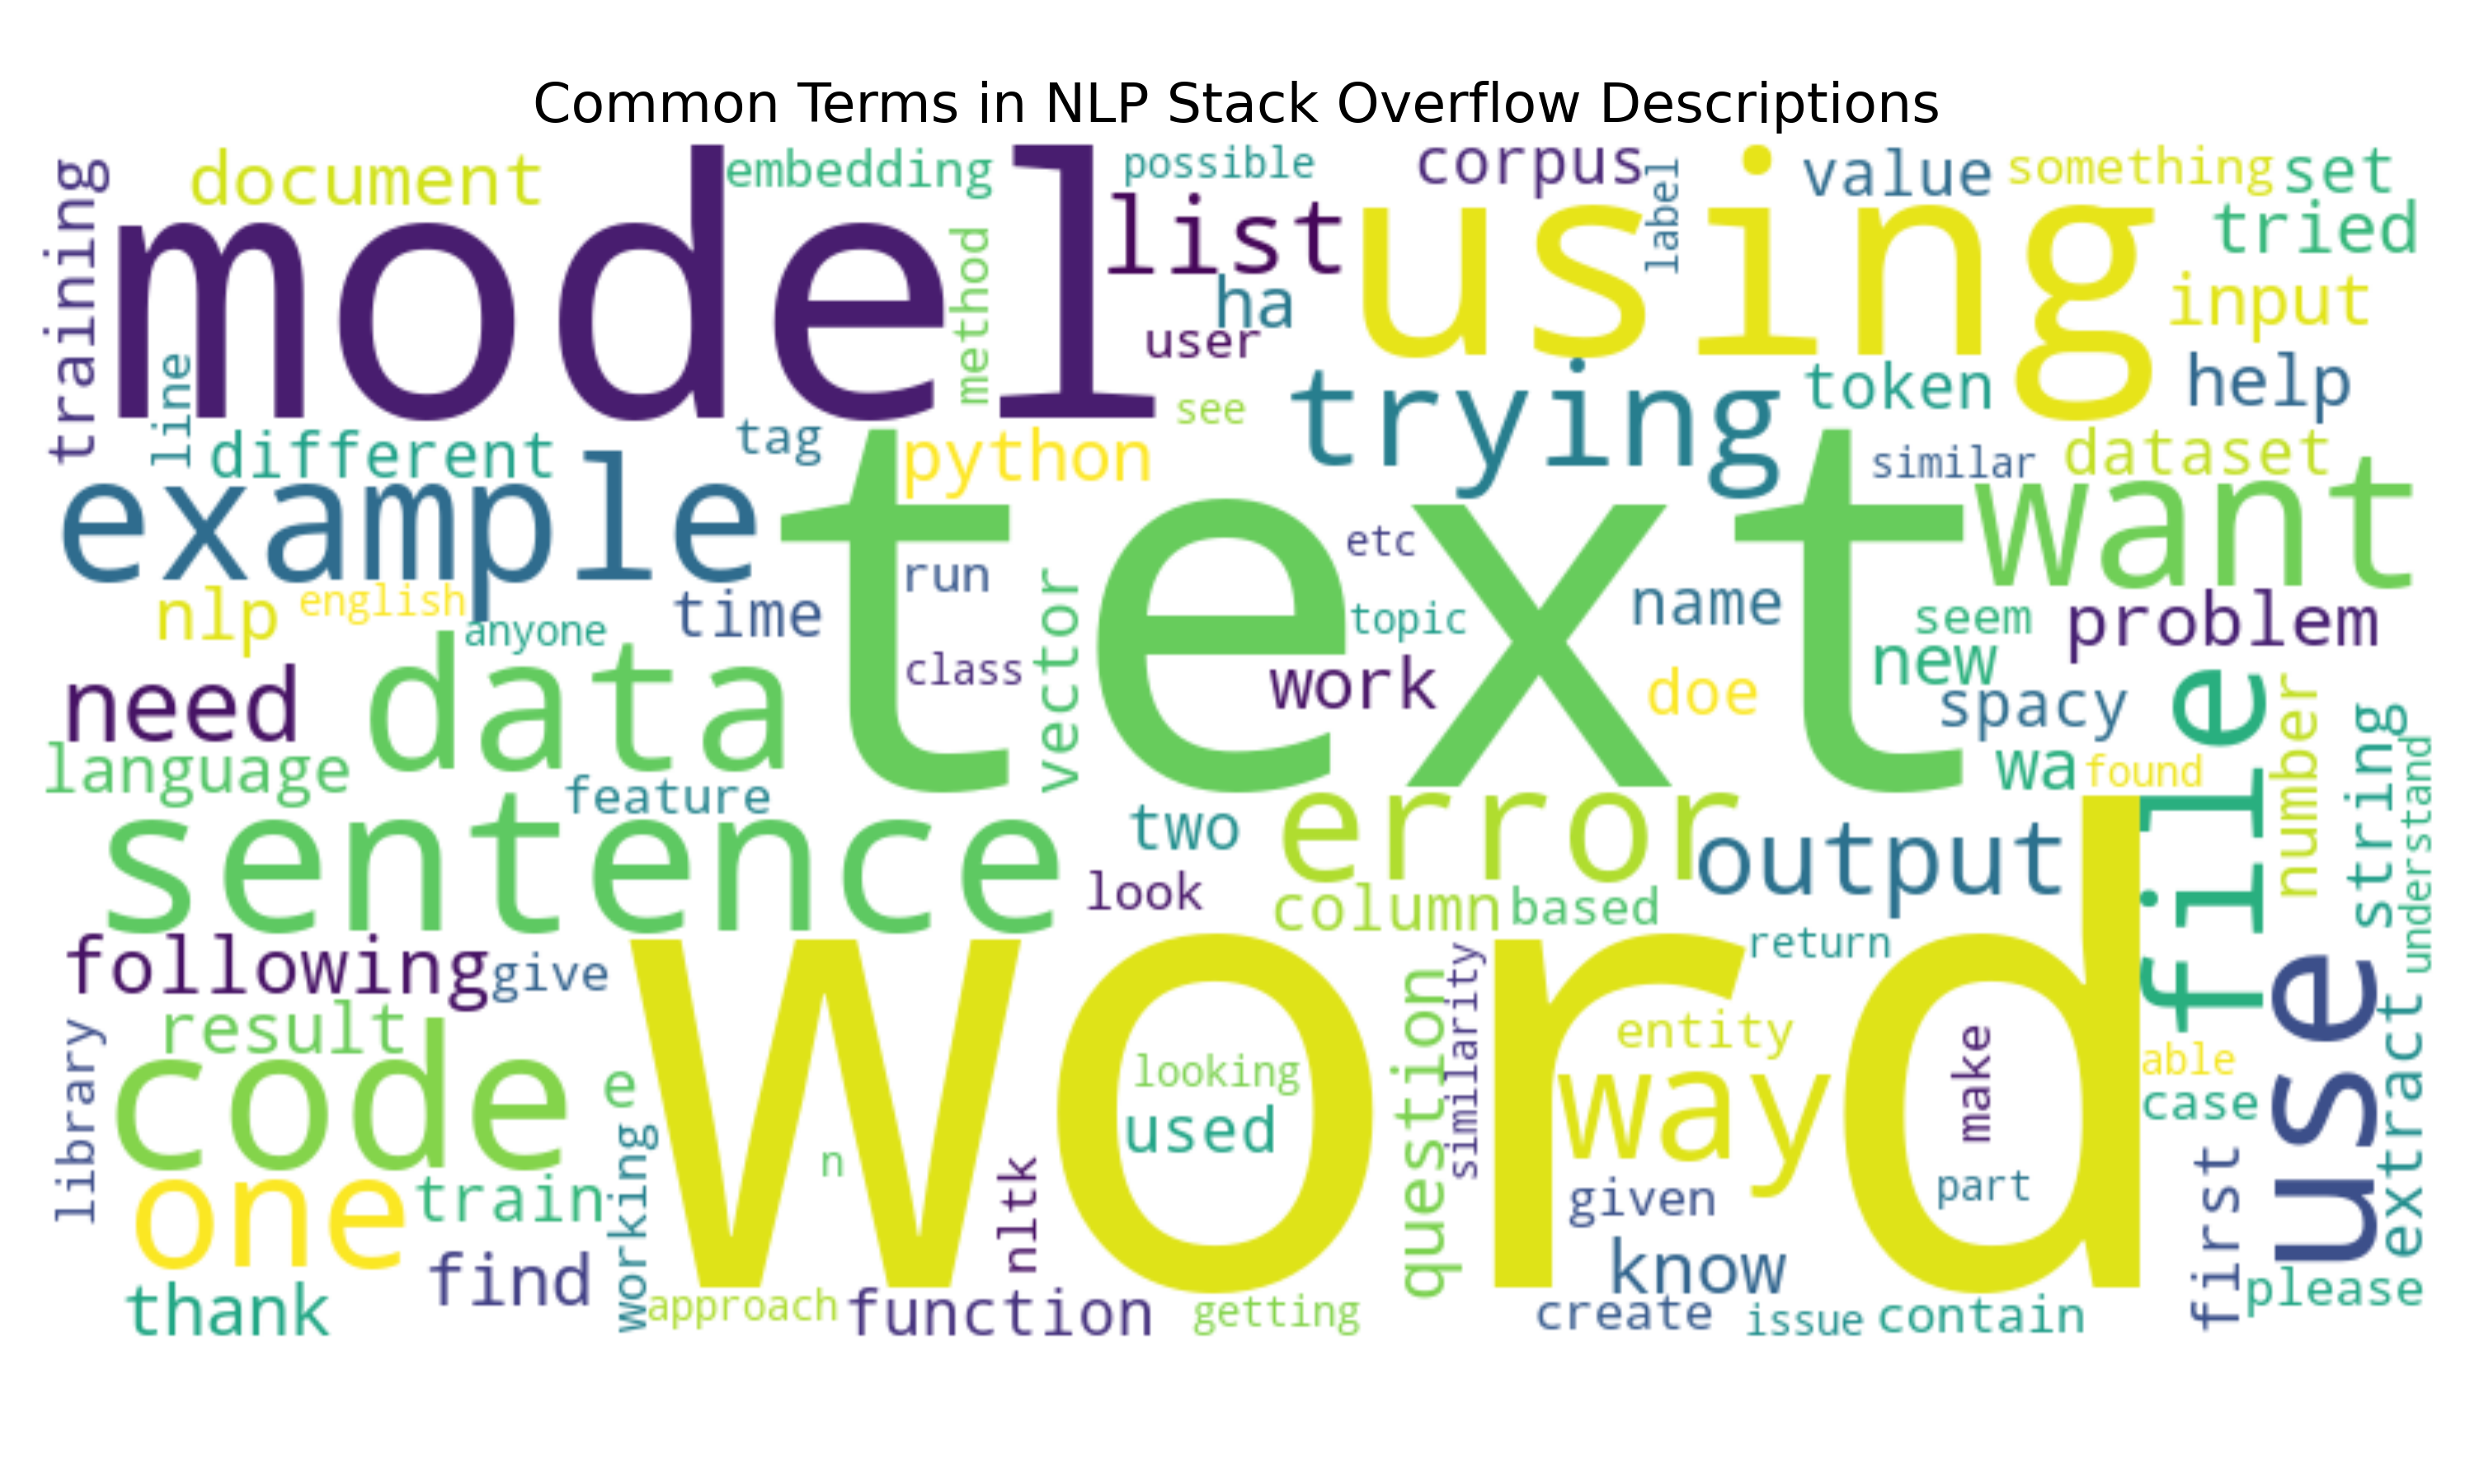 Common Terms in NLP Stack Overflow Descriptions
training
document
embedding
possible
corpus
label
value
something
set
model
method
list
using
tried
ha
input
user
line
see
trying
token
help
different
tag
python
similar
dataset
example
text
want
etc
run
nlp
english
anyone
time
vector
topic
name
seem
problem
need
data
class
work
doe
new
spacy
file
number
string
understand
language
feature
wa
found
sentence
two
error
output
look
column
based
following
give
word
return
use
result
library
code
e
looking
used
question
similarity
entity
way
make
able
case
extract
n
working
nltk
one
train
given
part
first
find
know
thank
approach
function
getting
create
issue
contain
please